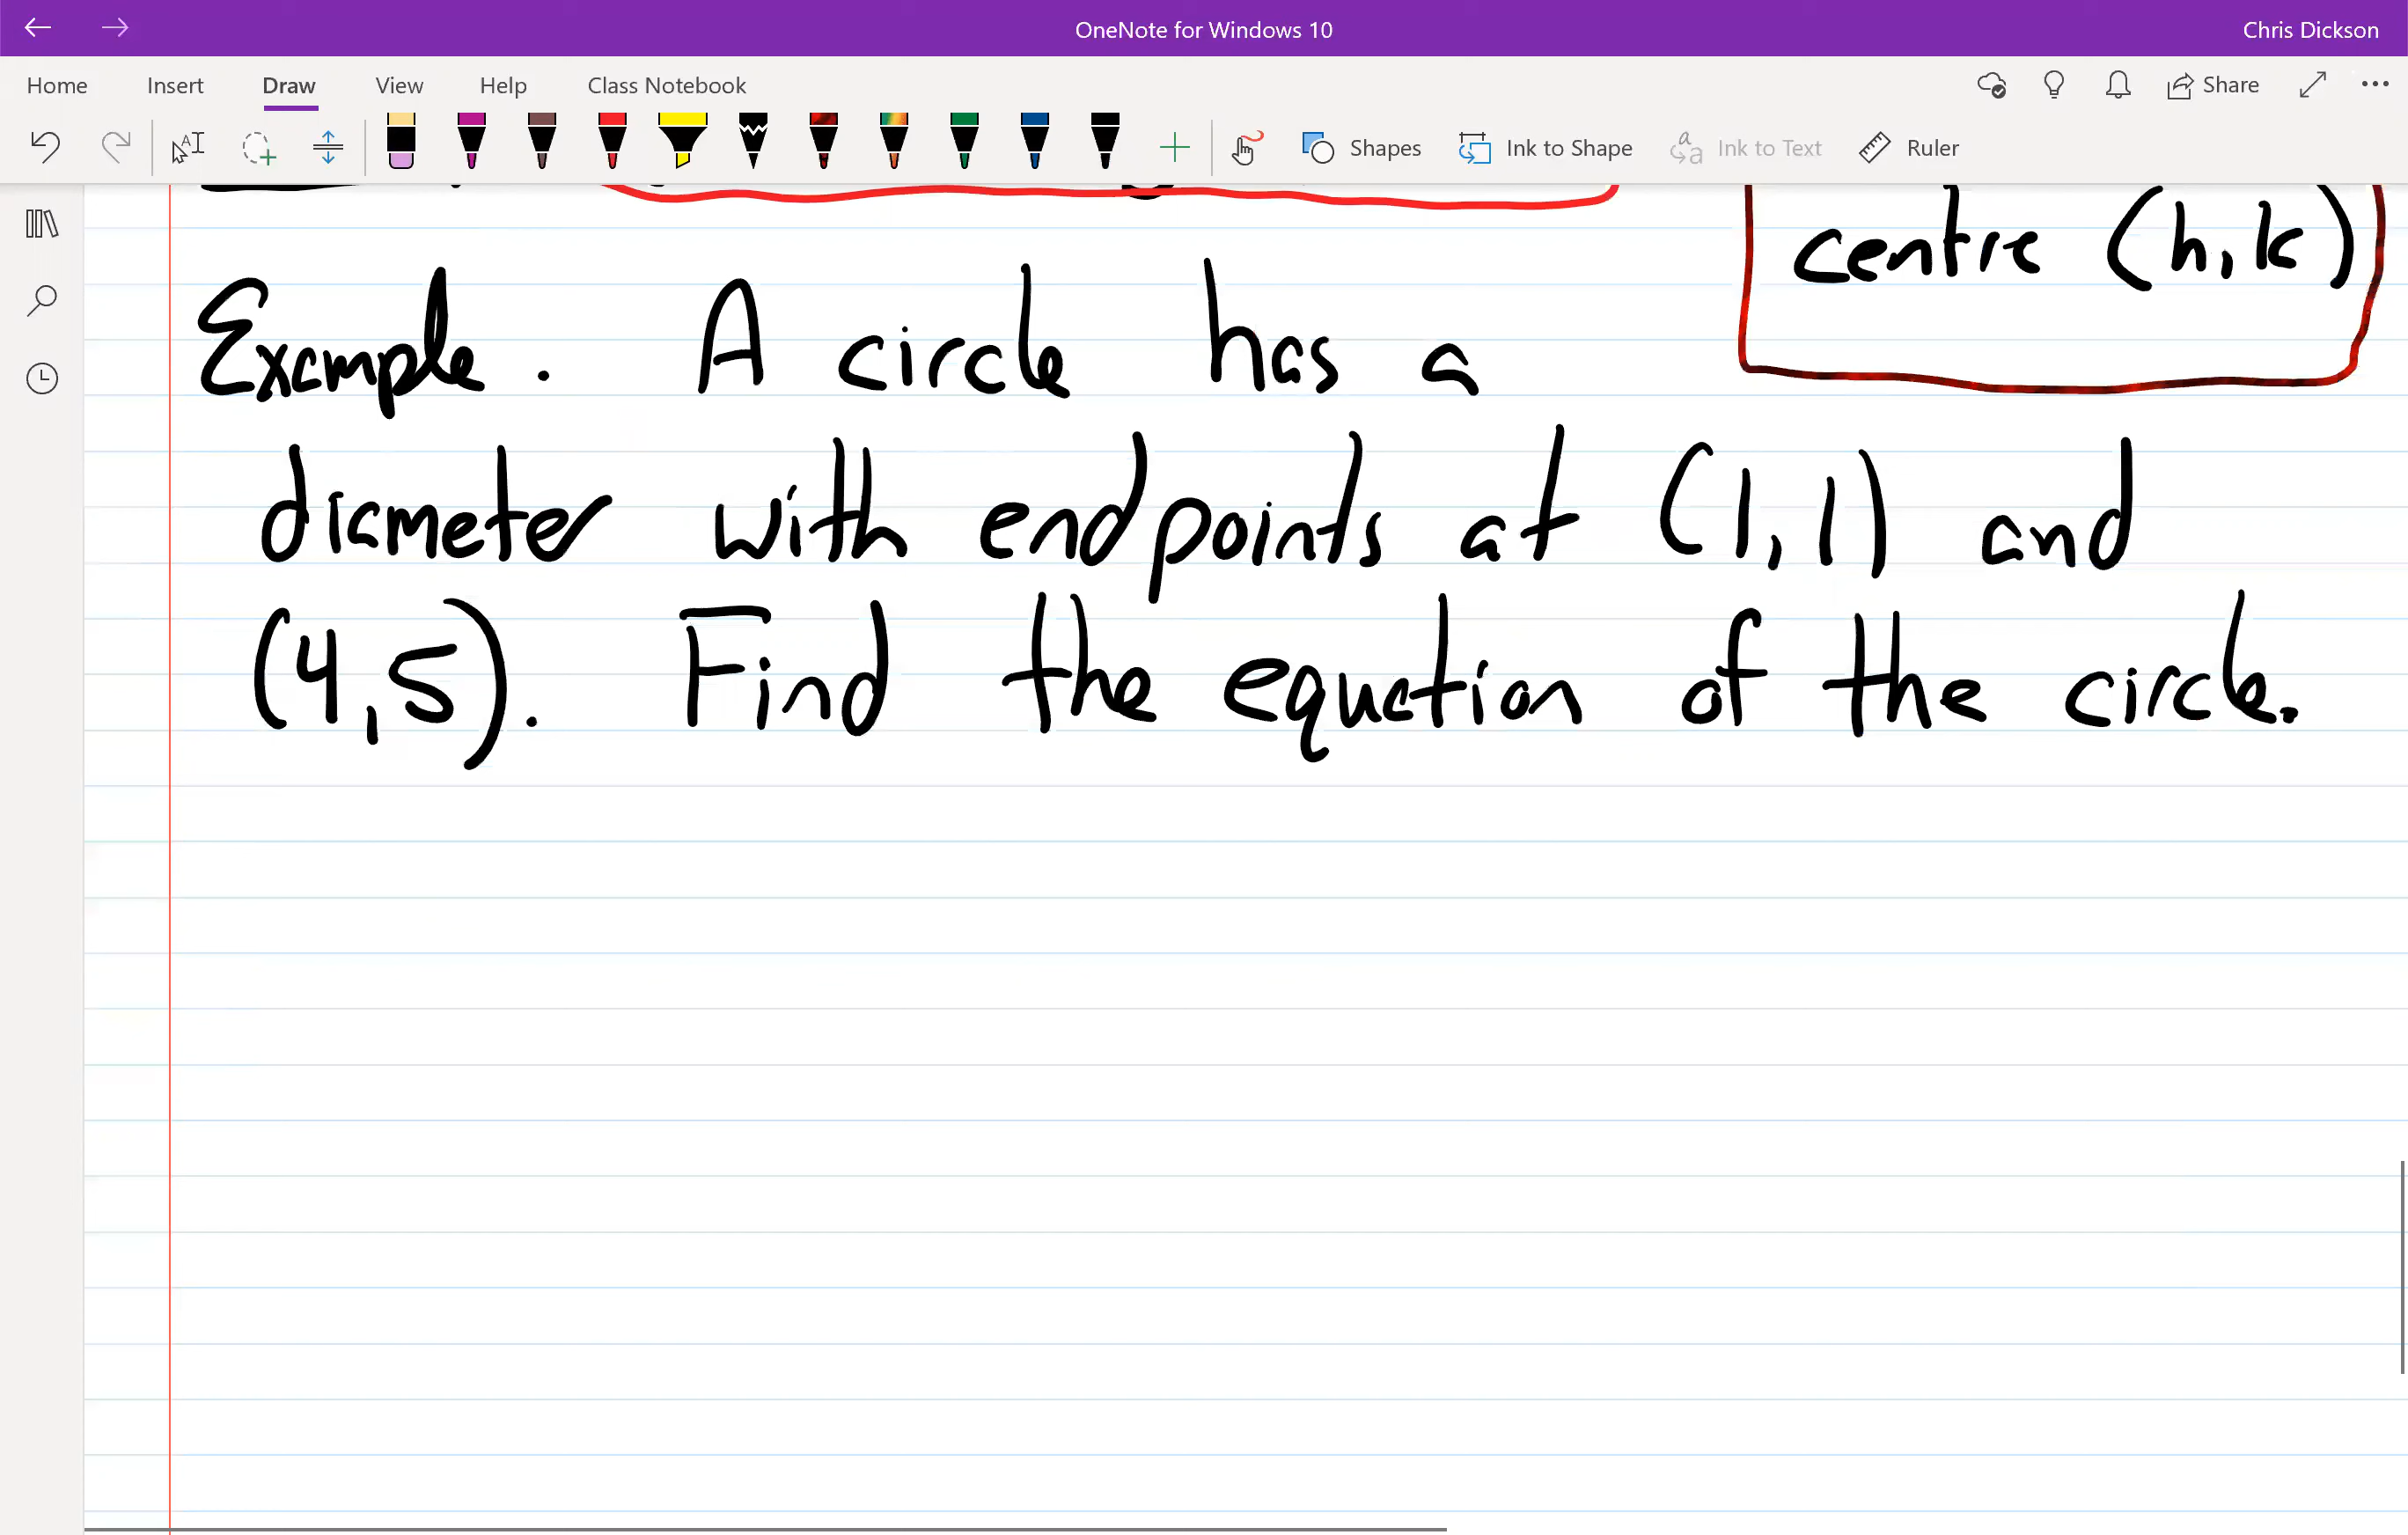 OneNote for Windows 10
Chris Dickson
Home Insert Draw View Help Class Notebook
Share
Shapes Ink to Shape Ink to Text Ruler
centre (h,k)
Example. A circle has a
diameter with endpoints at (1,1) and
(4,5). Find the equation of the circle.